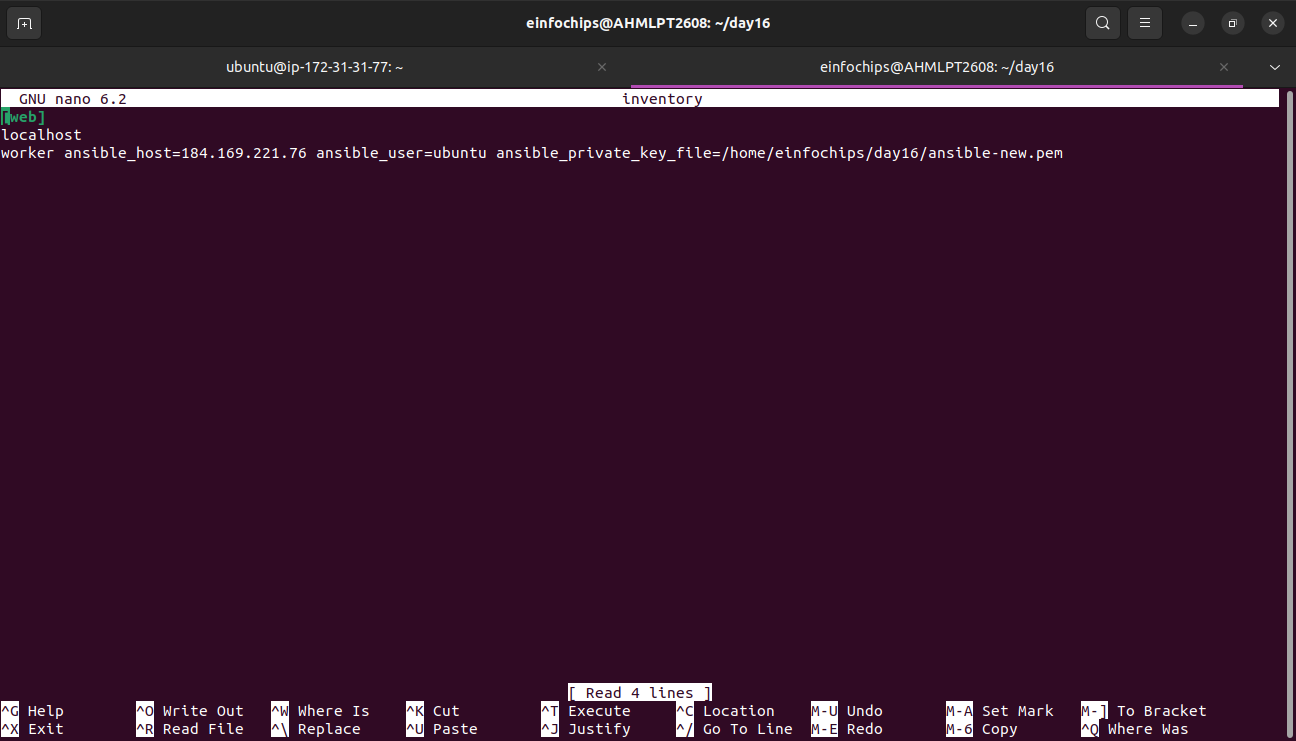 einfochips@AHMLPT2608: ~/day16
ubuntu@ip-172-31-31-77: ~
einfochips@AHMLPT2608: ~/day16
GNU nano 6.2 inventory
[web]
localhost
worker ansible_host=184.169.221.76 ansible_user=ubuntu ansible_private_key_file=/home/einfochips/day16/ansible-new.pem
[ Read 4 lines ]
^G Help ^O Write Out ^W Where Is ^K Cut ^T Execute ^C Location M-U Undo M-A Set Mark M-] To Bracket
^X Exit ^R Read File ^\ Replace ^U Paste ^J Justify ^/ Go To Line M-E Redo M-6 Copy ^Q Where Was